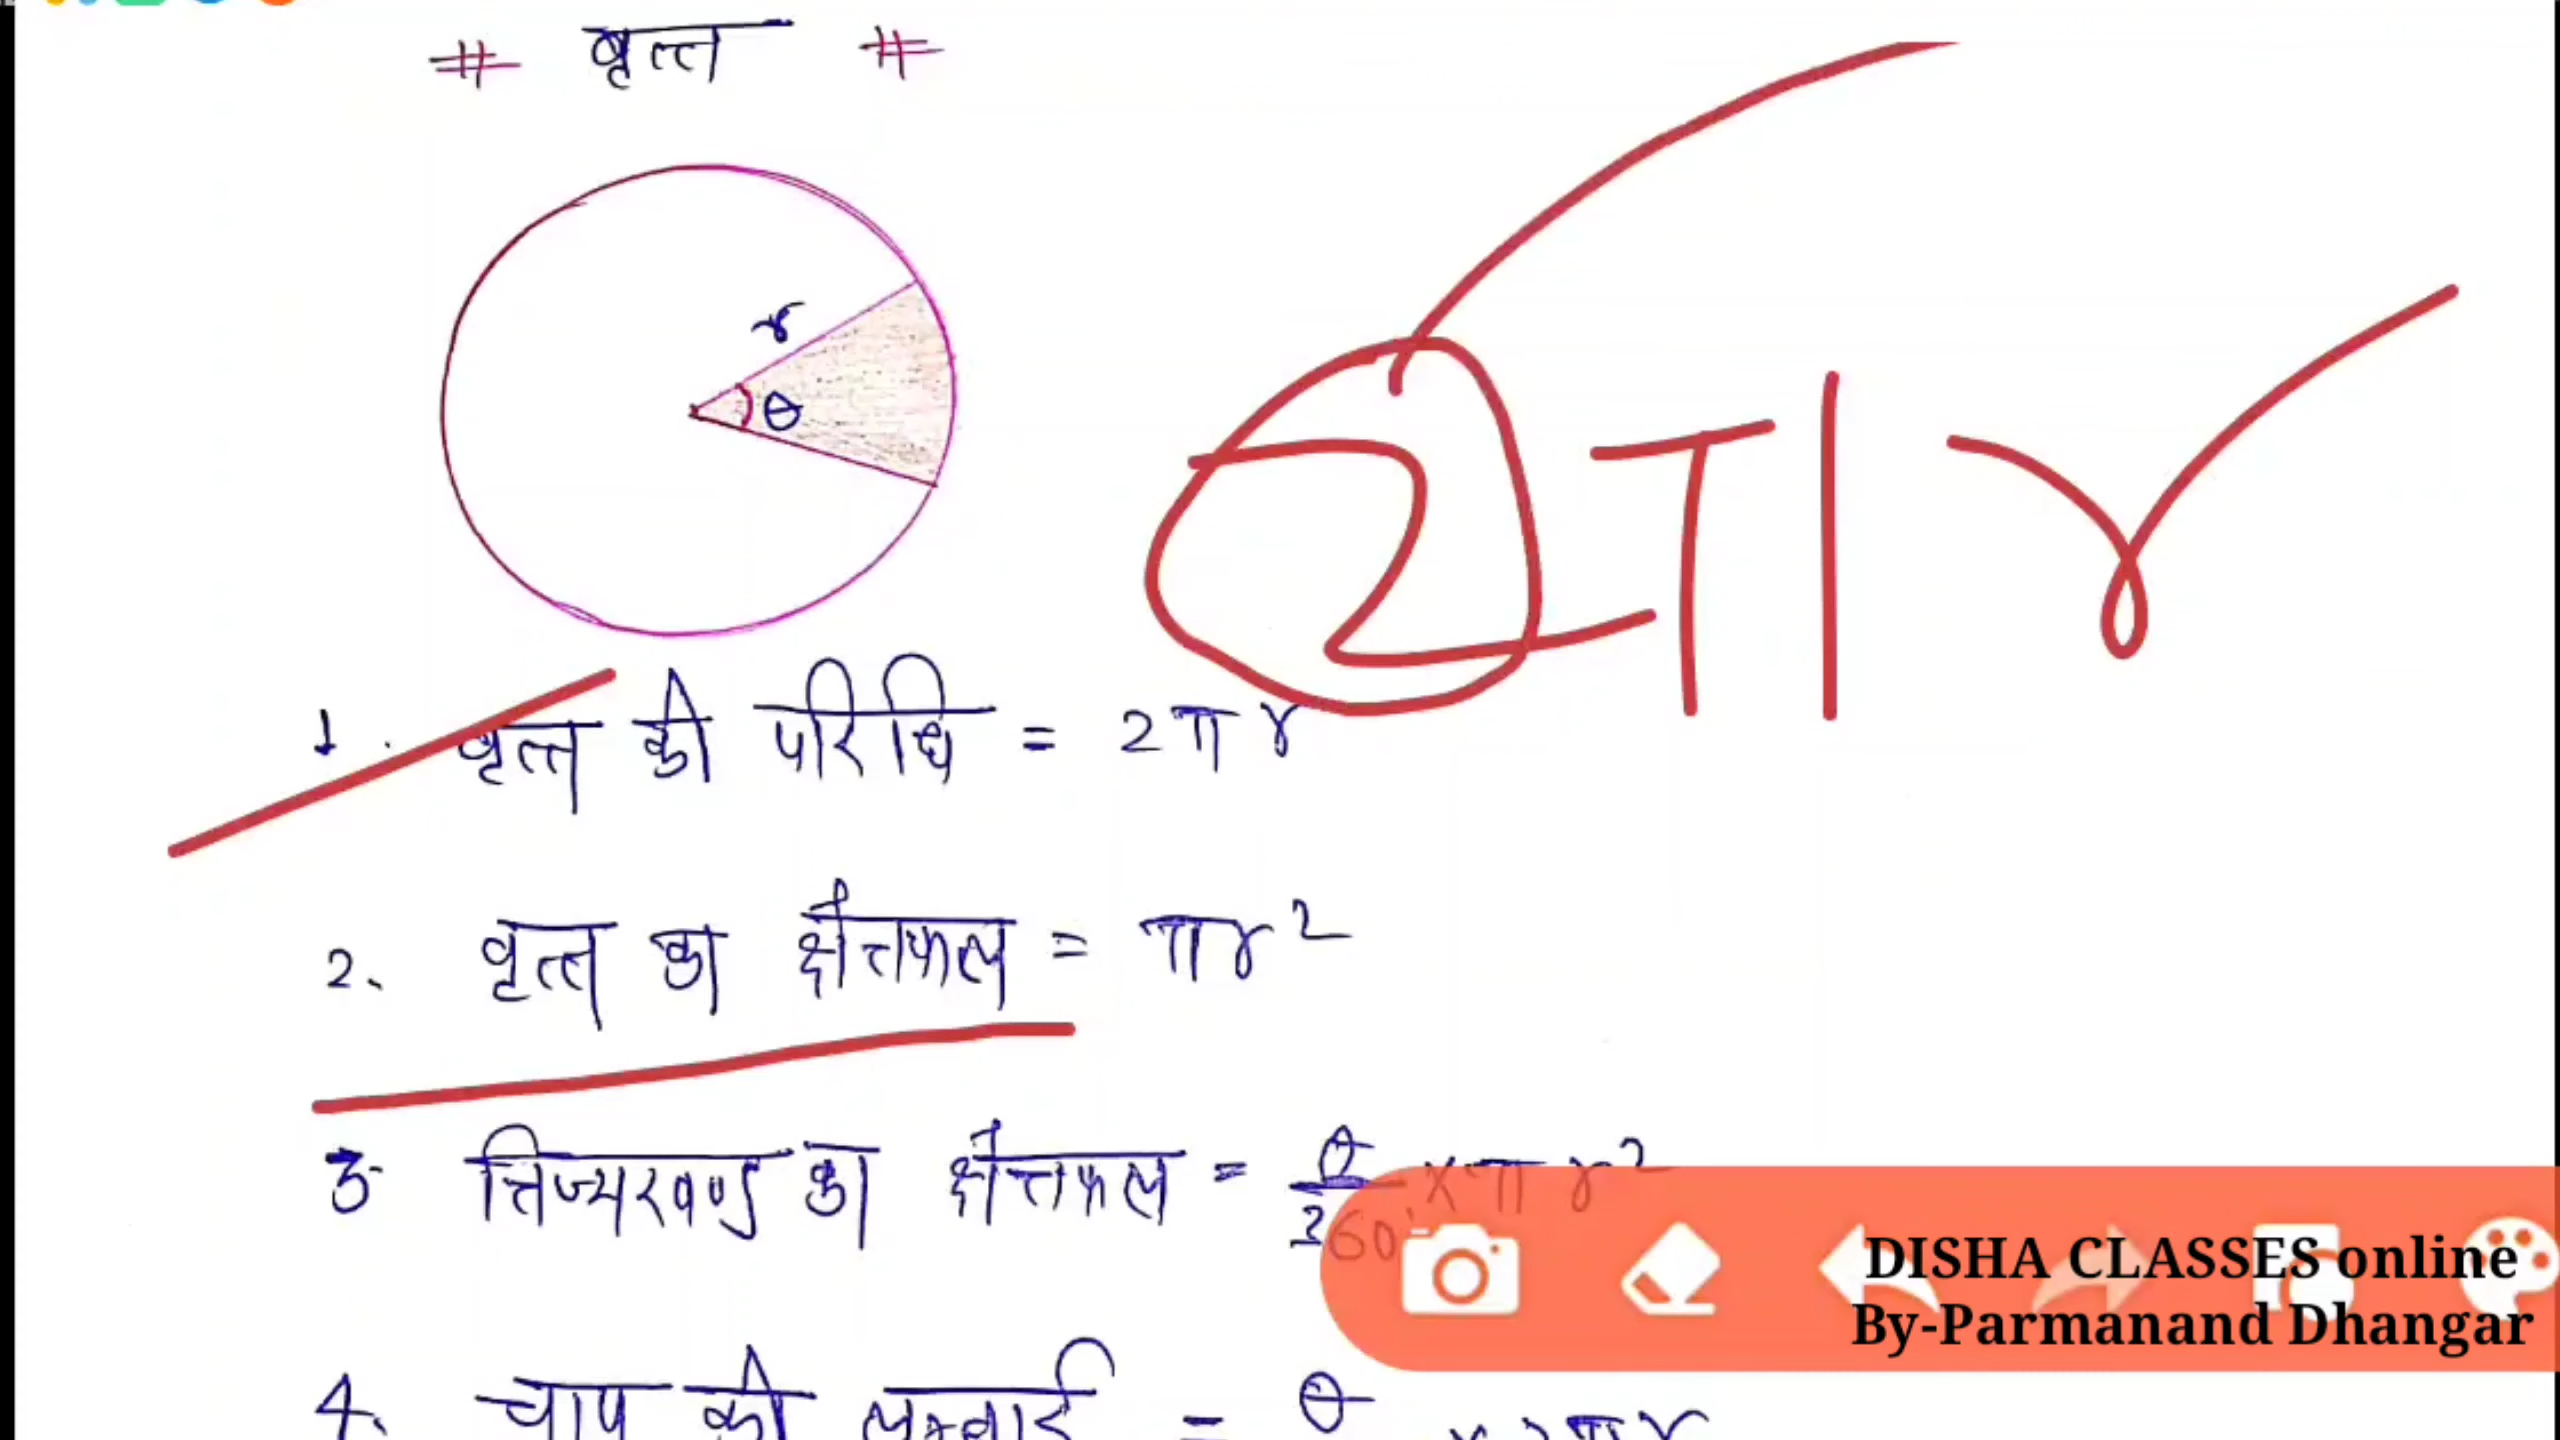 # वृत्त #
r
θ
2πr
1. वृत्त की परिधि = 2πr
2. वृत्त का क्षेत्रफल = πr²
3 त्रिज्यखण्ड का क्षेत्रफल = θ/360° × πr²
4. चाप की लम्बाई = θ × 2πr
DISHA CLASSES online
By-Parmanand Dhangar